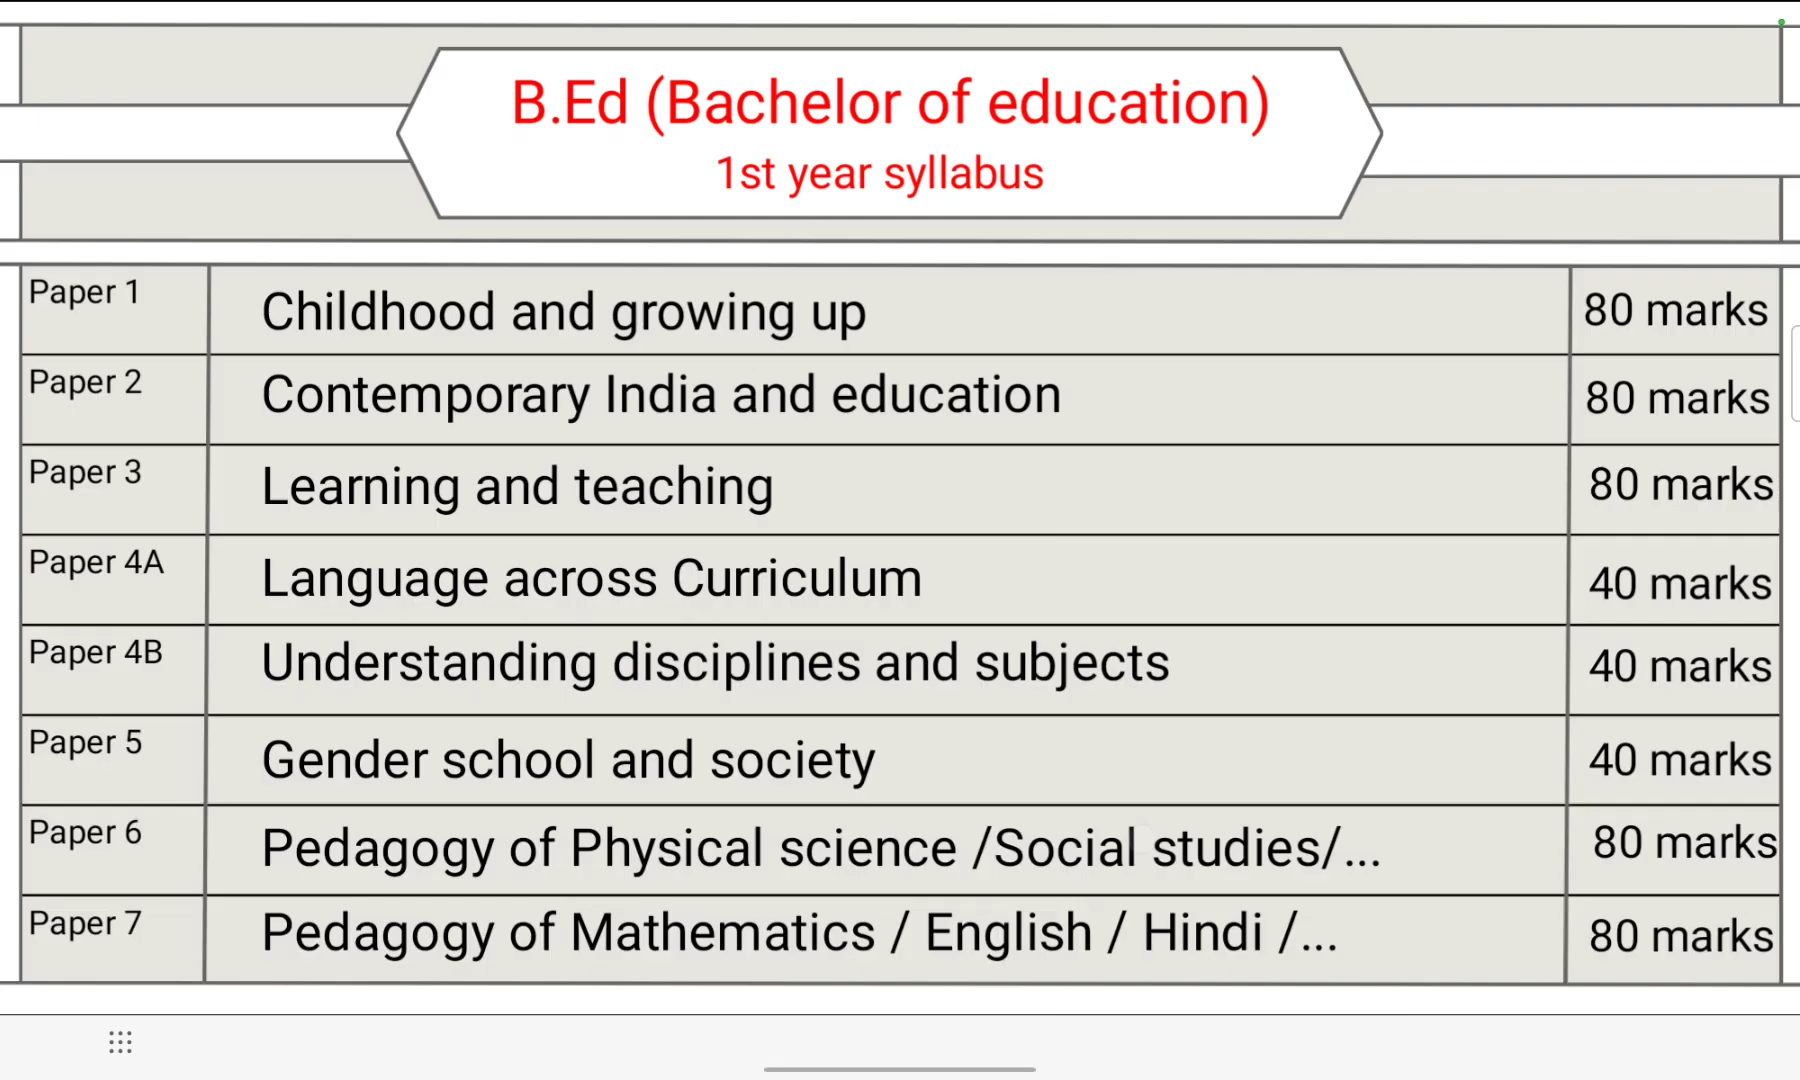 B.Ed (Bachelor of education)
1st year syllabus
Paper 1 Childhood and growing up 80 marks
Paper 2 Contemporary India and education 80 marks
Paper 3 Learning and teaching 80 marks
Paper 4A Language across Curriculum 40 marks
Paper 4B Understanding disciplines and subjects 40 marks
Paper 5 Gender school and society 40 marks
Paper 6 Pedagogy of Physical science /Social studies/... 80 marks
Paper 7 Pedagogy of Mathematics / English / Hindi /... 80 marks